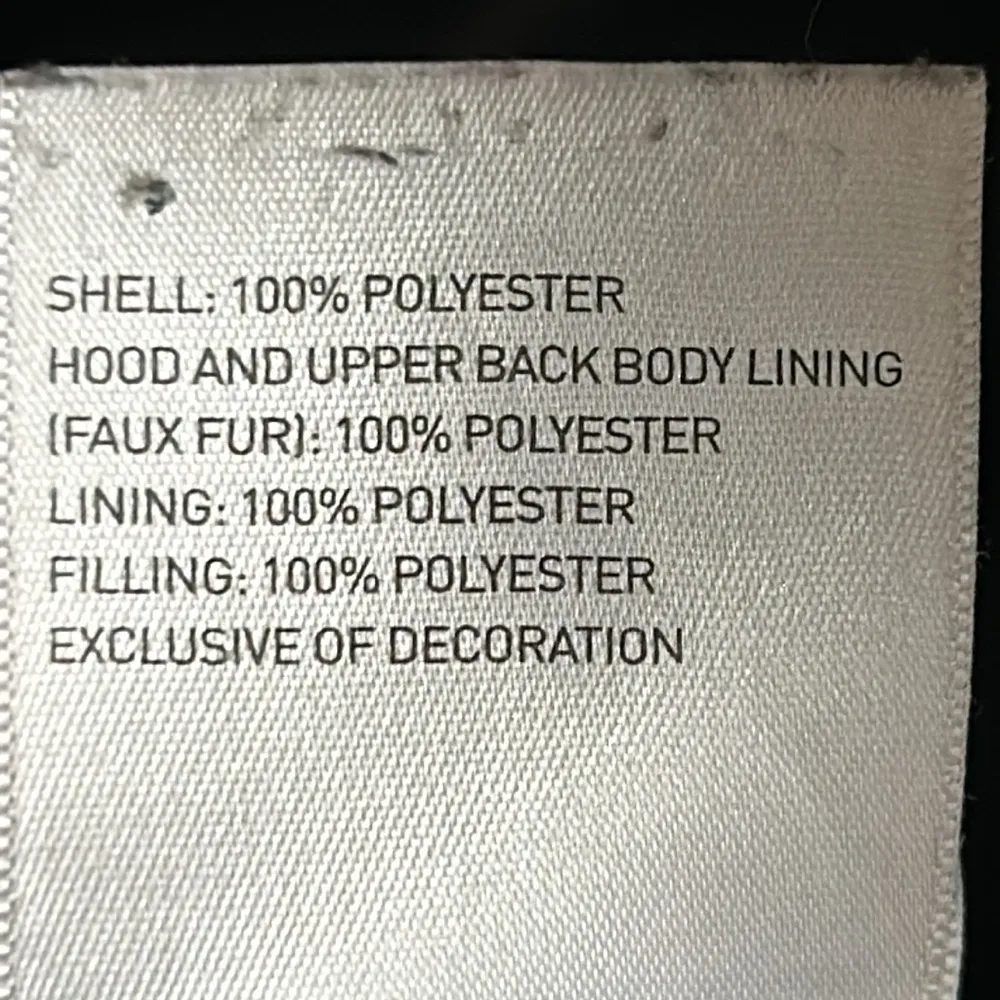 SHELL: 100% POLYESTER
HOOD AND UPPER BACK BODY LINING
(FAUX FUR): 100% POLYESTER
LINING: 100% POLYESTER
FILLING: 100% POLYESTER
EXCLUSIVE OF DECORATION